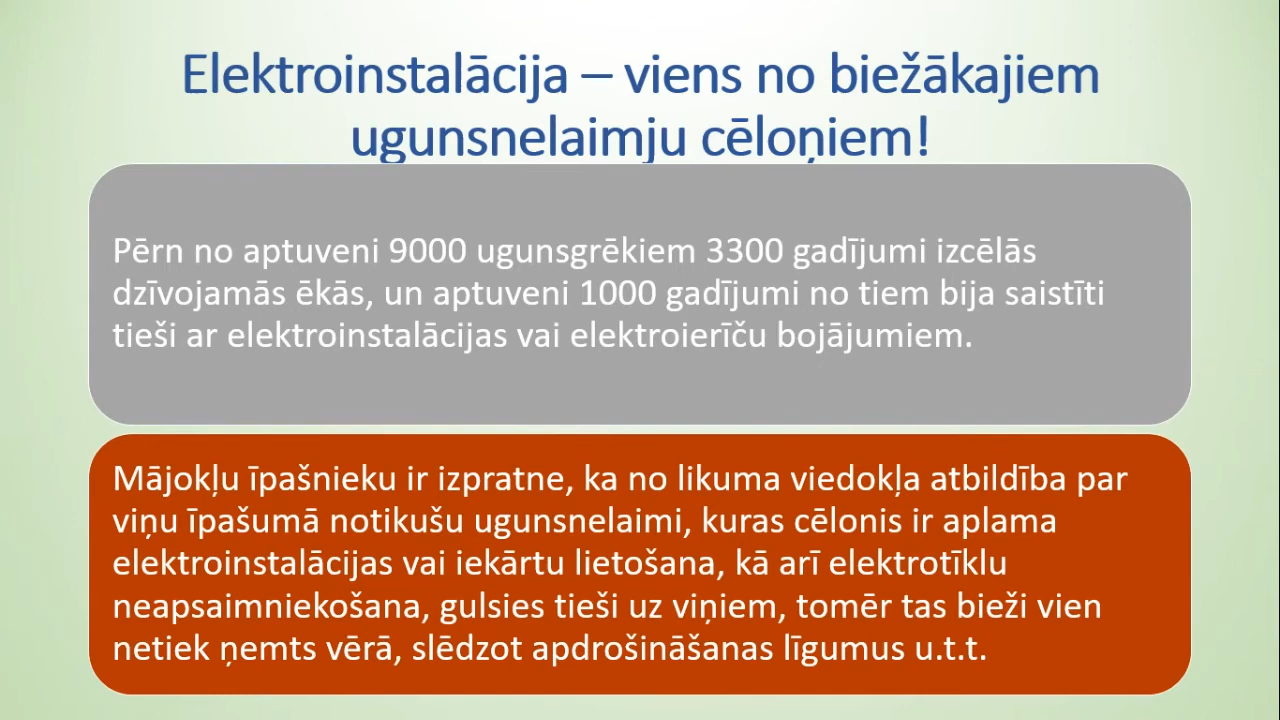 Elektroinstalācija – viens no biežākajiem
ugunsnelaimju cēloņiem!
Pērn no aptuveni 9000 ugunsgrēkiem 3300 gadījumi izcēlās
dzīvojamās ēkās, un aptuveni 1000 gadījumi no tiem bija saistīti
tieši ar elektroinstalācijas vai elektroierīču bojājumiem.
Mājokļu īpašnieku ir izpratne, ka no likuma viedokļa atbildība par
viņu īpašumā notikušu ugunsnelaimi, kuras cēlonis ir aplama
elektroinstalācijas vai iekārtu lietošana, kā arī elektrotīklu
neapsaimniekošana, gulsies tieši uz viņiem, tomēr tas bieži vien
netiek ņemts vērā, slēdzot apdrošināšanas līgumus u.t.t.